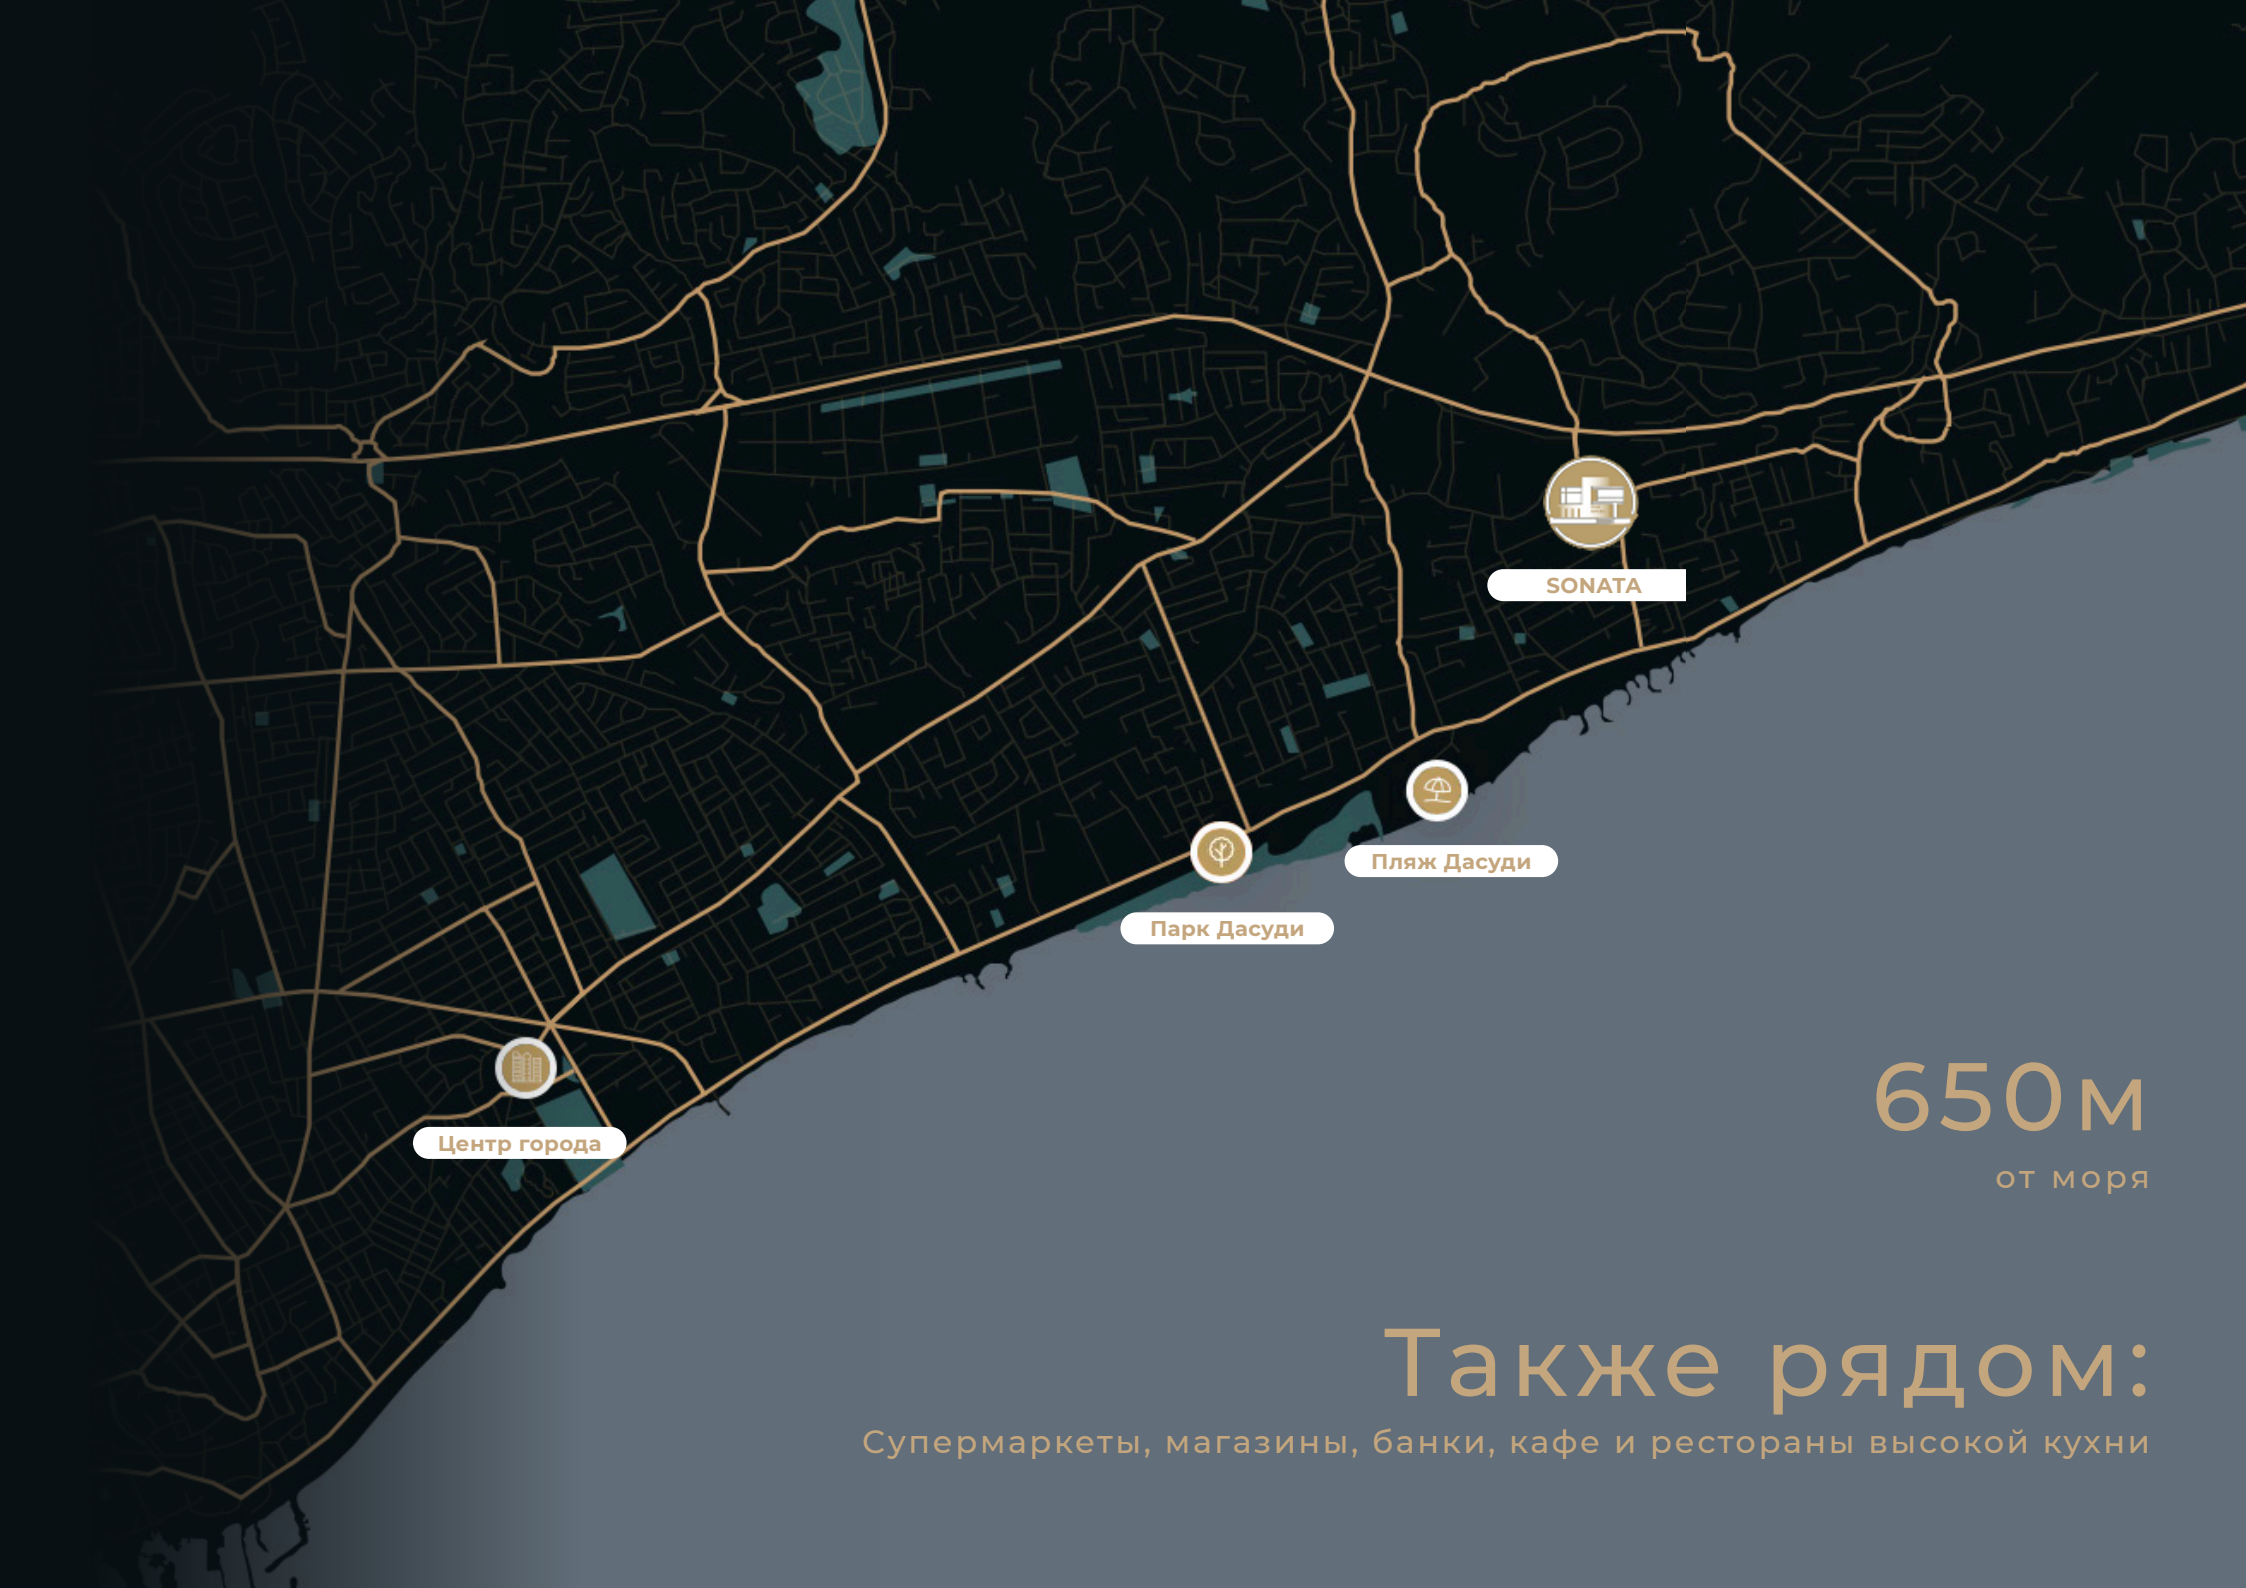 SONATA
Пляж Дасуди
Парк Дасуди
Центр города
650м
от моря
Также рядом:
Супермаркеты, магазины, банки, кафе и рестораны высокой кухни